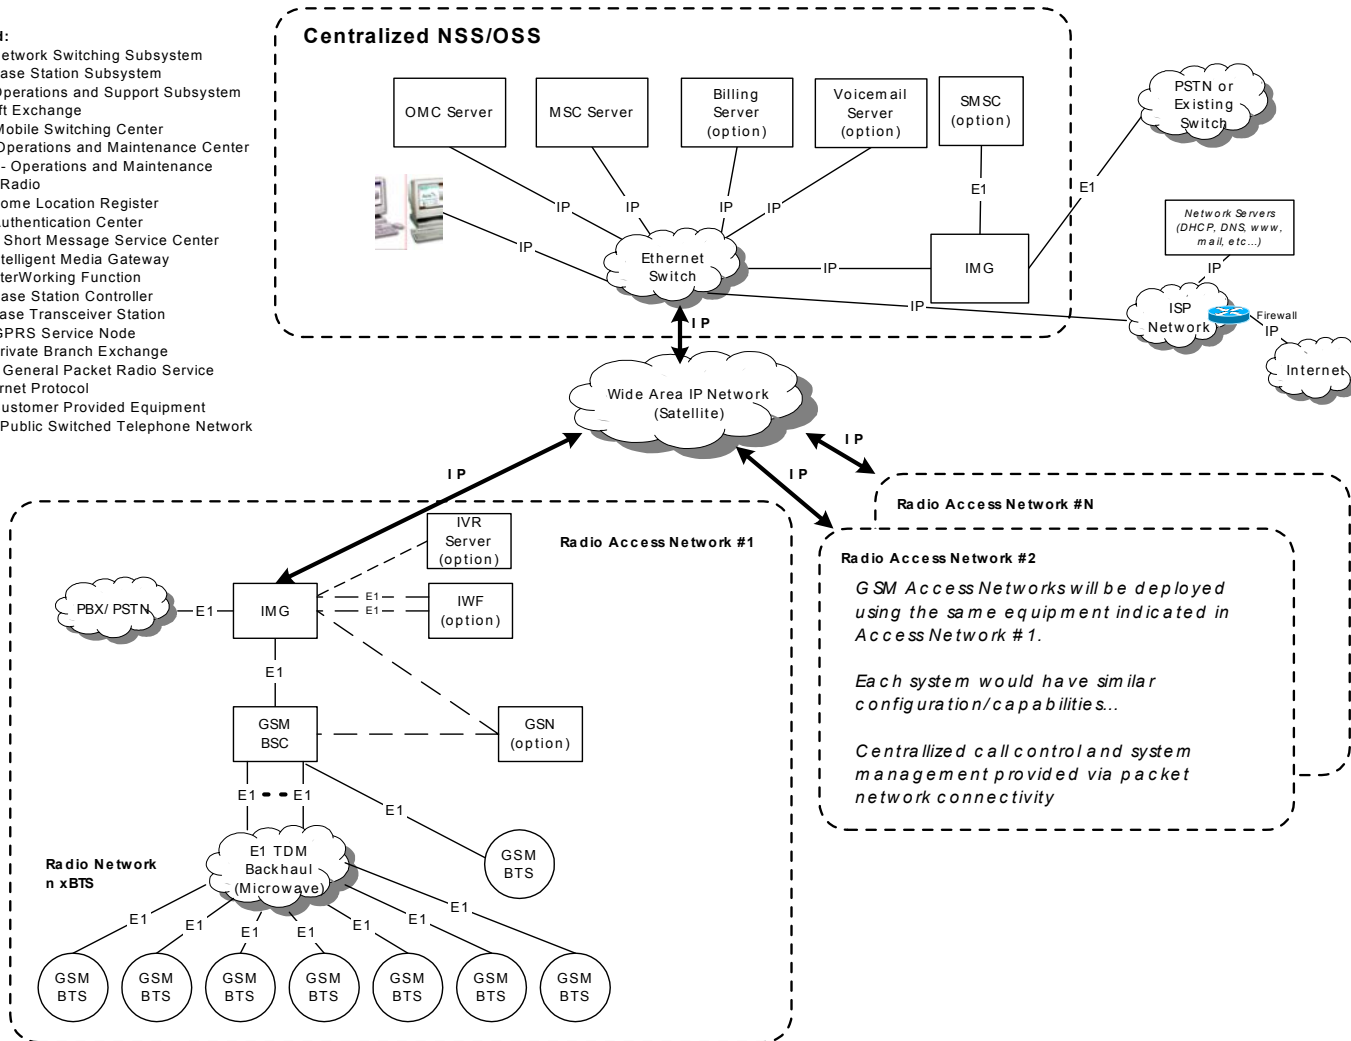 d:
etwork Switching Subsystem
ase Station Subsystem
Operations and Support Subsystem
ft Exchange
Mobile Switching Center
Operations and Maintenance Center
- Operations and Maintenance
Radio
ome Location Register
Authentication Center
Short Message Service Center
telligent Media Gateway
terWorking Function
ase Station Controller
ase Transceiver Station
GPRS Service Node
rivate Branch Exchange
General Packet Radio Service
rnet Protocol
ustomer Provided Equipment
Public Switched Telephone Network
Centralized NSS/OSS
OMC Server
MSC Server
Billing
Server
(option)
Voicemail
Server
(option)
SMSC
(option)
PSTN or
Existing
Switch
E1
E1
IP
IP
IP
IP
IP
Ethernet
Switch
IP
IMG
Network Servers
(DHCP, DNS, www,
mail, etc...)
IP
IP
ISP
Network
Firewall
IP
Internet
IP
Wide Area IP Network
(Satellite)
IP
IP
IP
Radio Access Network #N
Radio Access Network #2
GSM Access Networks will be deployed
using the same equipment indicated in
Access Network #1.
Each system would have similar
configuration/capabilities...
Centrallized call control and system
management provided via packet
network connectivity
Radio Access Network #1
IVR
Server
(option)
PBX/ PSTN
E1
IMG
E1
E1
IWF
(option)
E1
GSM
BSC
GSN
(option)
E1
E1
E1
E1 TDM
Backhaul
(Microwave)
GSM
BTS
Radio Network
n xBTS
E1
E1
E1
E1
E1
E1
E1
GSM
BTS
GSM
BTS
GSM
BTS
GSM
BTS
GSM
BTS
GSM
BTS
GSM
BTS